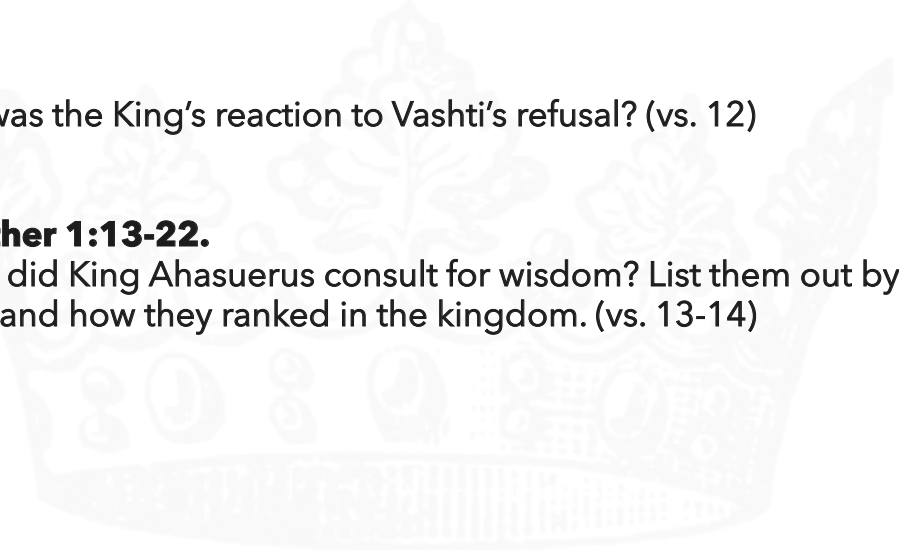 was the King’s reaction to Vashti’s refusal? (vs. 12)
ther 1:13-22.
did King Ahasuerus consult for wisdom? List them out by
and how they ranked in the kingdom. (vs. 13-14)